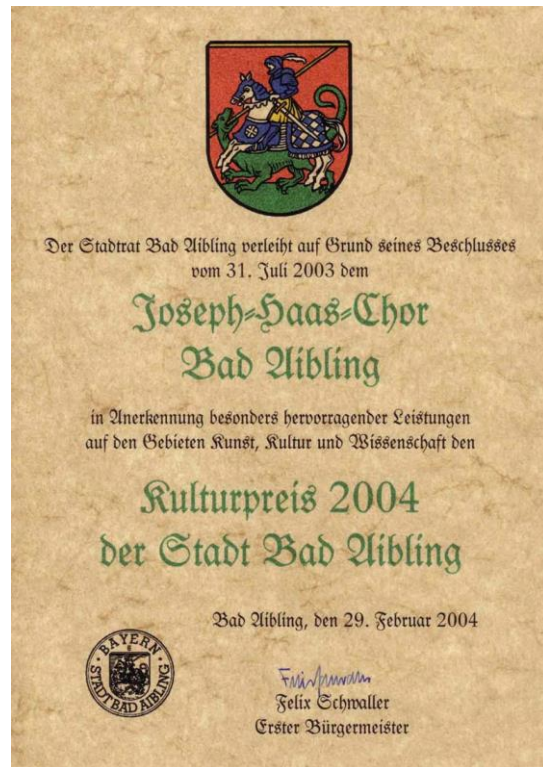 Der Stadtrat Bad Aibling verleiht auf Grund seines Beschlusses
vom 31. Juli 2003 dem
Joseph-Haas-Chor
Bad Aibling
in Anerkennung besonders hervorragender Leistungen
auf den Gebieten Kunst, Kultur und Wissenschaft den
Kulturpreis 2004
der Stadt Bad Aibling
Bad Aibling, den 29. Februar 2004
BAYERN
STADT BAD AIBLING
Felix Schwaller
Erster Bürgermeister